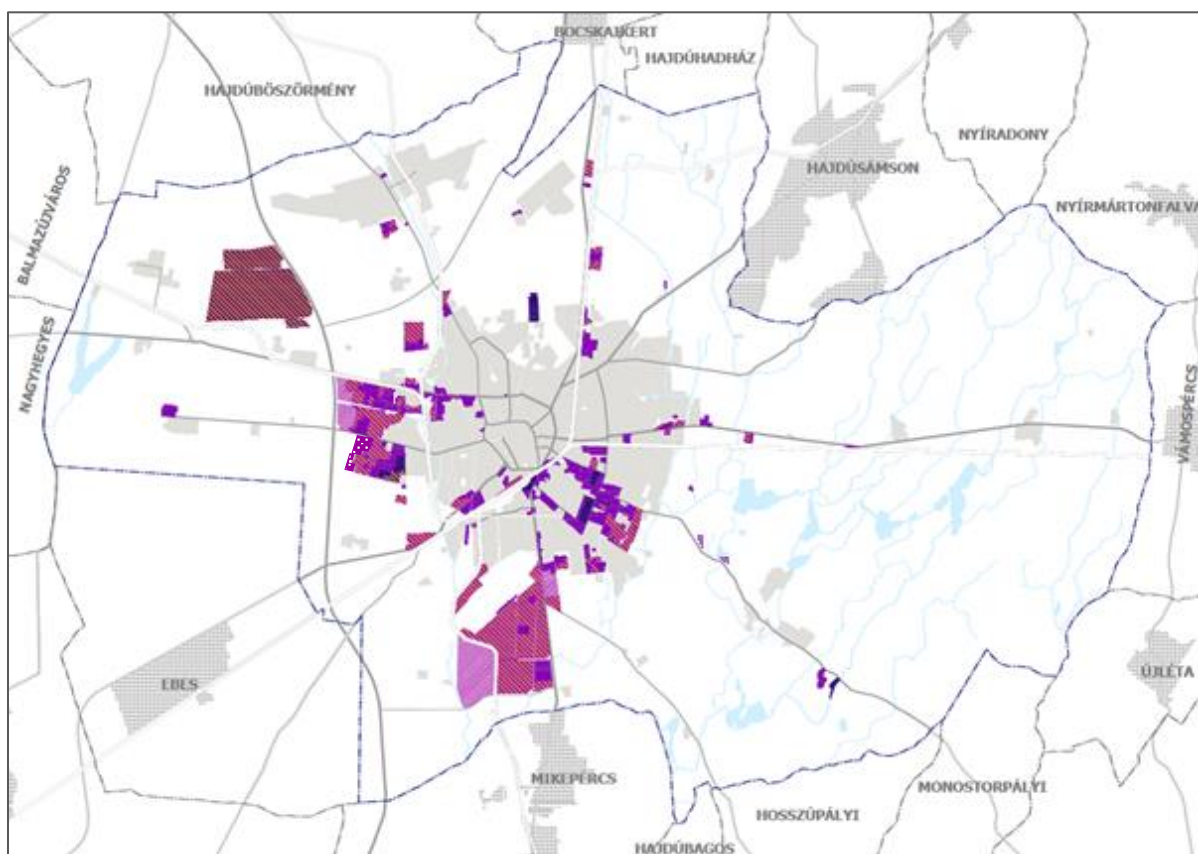 BOCSKAIKERT
HAJDÚHADHÁZ
HAJDÚBÖSZÖRMÉNY
NYÍRADONY
HAJDÚSÁMSON
BALMAZÚJVÁROS
NYÍRMÁRTONFALVA
NAGYHEGYES
VÁMOSPÉRCS
EBES
ÚJLÉTA
MIKEPÉRCS
MONOSTORPÁLYI
HOSSZÚPÁLYI
HAJDÚBAGOS